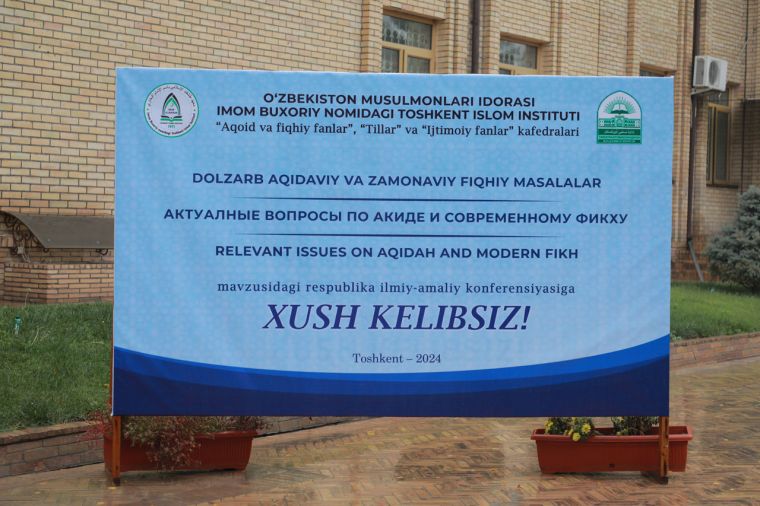 O‘ZBEKISTON MUSULMONLARI IDORASI
IMOM BUXORIY NOMIDAGI TOSHKENT ISLOM INSTITUTI
“Aqoid va fiqhiy fanlar”, “Tillar” va “Ijtimoiy fanlar” kafedralari
DOLZARB AQIDAVIY VA ZAMONAVIY FIQHIY MASALALAR
АКТУАЛНЫЕ ВОПРОСЫ ПО АКИДЕ И СОВРЕМЕННОМУ ФИКХУ
RELEVANT ISSUES ON AQIDAH AND MODERN FIKH
mavzusidagi respublika ilmiy-amaliy konferensiyasiga
XUSH KELIBSIZ!
Toshkent – 2024